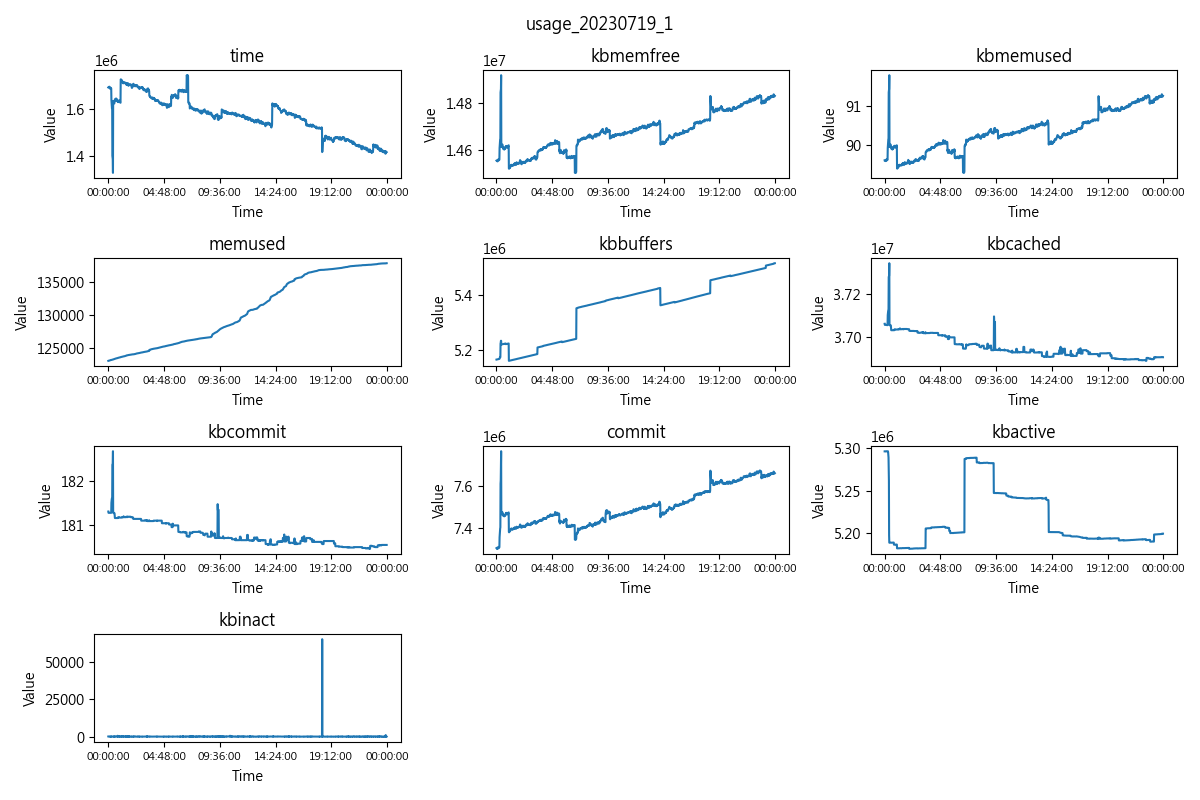 usage_20230719_1
time
kbmemfree
kbmemused
1e6
1e7
Value
1.6
1.4
00:00:00 04:48:00 09:36:00 14:24:00 19:12:00 00:00:00
Time
Value
14.8
14.6
00:00:00 04:48:00 09:36:00 14:24:00 19:12:00 00:00:00
Time
Value
91
90
00:00:00 04:48:00 09:36:00 14:24:00 19:12:00 00:00:00
Time
memused
kbbuffers
kbcached
1e6
1e7
Value
135000
130000
125000
00:00:00 04:48:00 09:36:00 14:24:00 19:12:00 00:00:00
Time
Value
5.4
5.2
00:00:00 04:48:00 09:36:00 14:24:00 19:12:00 00:00:00
Time
Value
3.72
3.70
00:00:00 04:48:00 09:36:00 14:24:00 19:12:00 00:00:00
Time
kbcommit
commit
kbactive
1e6
1e6
Value
182
181
00:00:00 04:48:00 09:36:00 14:24:00 19:12:00 00:00:00
Time
Value
7.6
7.4
00:00:00 04:48:00 09:36:00 14:24:00 19:12:00 00:00:00
Time
Value
5.30
5.25
5.20
00:00:00 04:48:00 09:36:00 14:24:00 19:12:00 00:00:00
Time
kbinact
Value
50000
25000
0
00:00:00 04:48:00 09:36:00 14:24:00 19:12:00 00:00:00
Time